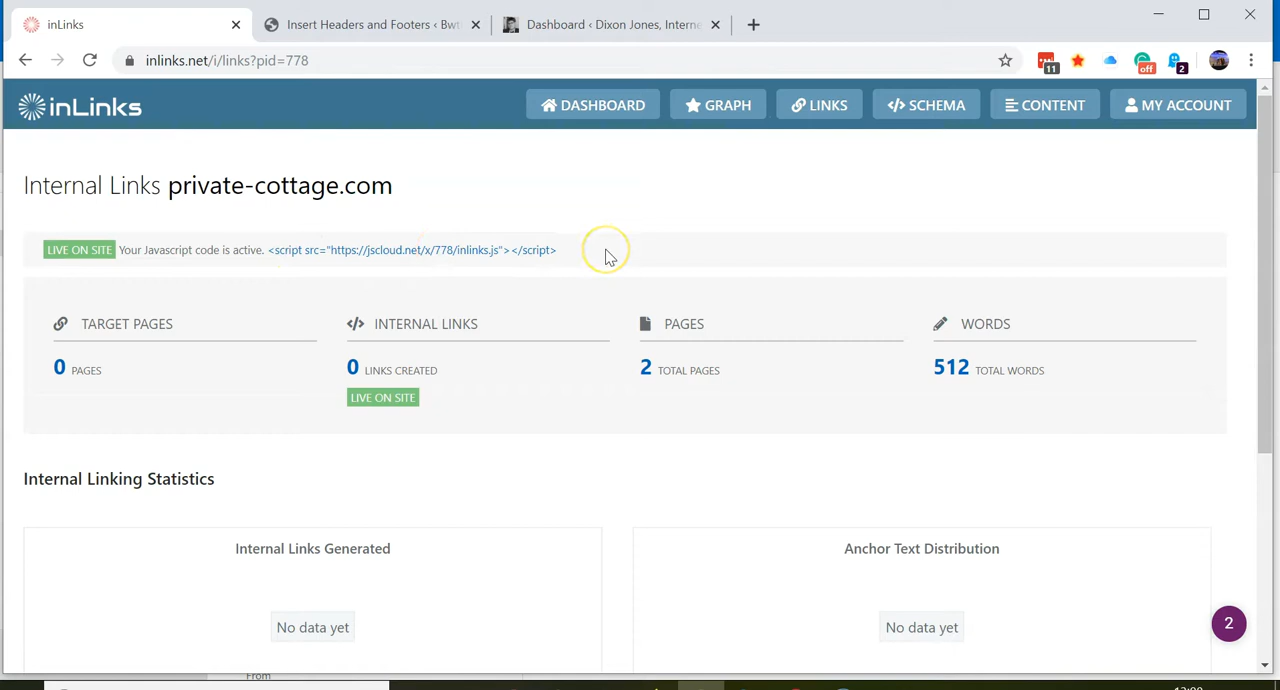 inLinks
Insert Headers and Footers ‹ Bwt
Dashboard ‹ Dixon Jones, Interne
inlinks.net/i/links?pid=778
11
off
2
inLinks
DASHBOARD
GRAPH
LINKS
SCHEMA
CONTENT
MY ACCOUNT
Internal Links private-cottage.com
LIVE ON SITE Your Javascript code is active. <script src="https://jscloud.net/x/778/inlinks.js"></script>
TARGET PAGES
INTERNAL LINKS
PAGES
WORDS
0 PAGES
0 LINKS CREATED
2 TOTAL PAGES
512 TOTAL WORDS
LIVE ON SITE
Internal Linking Statistics
Internal Links Generated
Anchor Text Distribution
No data yet
No data yet
2
From